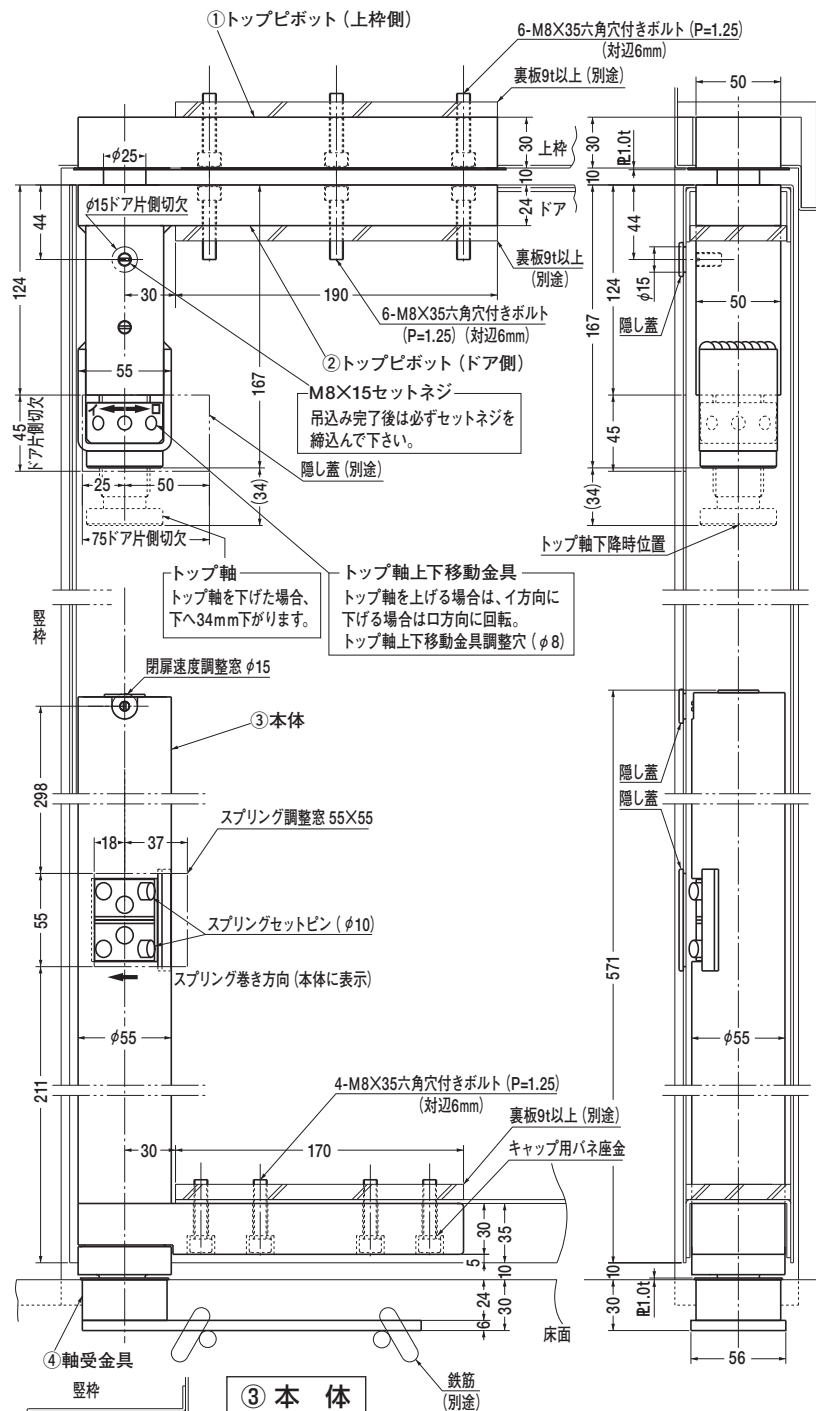 ①トップピボット（上枠側）
6-M8×35六角穴付きボルト（P=1.25）
（対辺6mm）
裏板9t以上（別途）
50
φ25
30
上枠
30
PL1.0t
10
10
φ15ドア片側切欠
44
24
ドア
44
裏板9t以上
（別途）
124
30
190
φ15
124
167
50
隠し蓋
6-M8×35六角穴付きボルト
（P=1.25）（対辺6mm）
②トップピボット（ドア側）
55
167
M8×15セットネジ
吊込み完了後は必ずセットネジを
締込んで下さい。
イ
ロ
45
ドア片側切欠
45
隠し蓋（別途）
25
50
(34)
(34)
75ドア片側切欠
トップ軸下降時位置
トップ軸
トップ軸を下げた場合、
下へ34mm下がります。
トップ軸上下移動金具
トップ軸を上げる場合は、イ方向に
下げる場合はロ方向に回転。
トップ軸上下移動金具調整穴（φ8）
竪枠
閉扉速度調整窓 φ15
③本体
隠し蓋
隠し蓋
298
スプリング調整窓 55×55
18
37
55
スプリングセットピン（φ10）
571
スプリング巻き方向（本体に表示）
φ55
φ55
211
4-M8×35六角穴付きボルト（P=1.25）
（対辺6mm）
裏板9t以上（別途）
30
170
キャップ用バネ座金
30
35
5
10
10
24
30
30
PL1.0t
6
床面
④軸受金具
56
竪枠
③ 本　体
鉄筋
（別途）